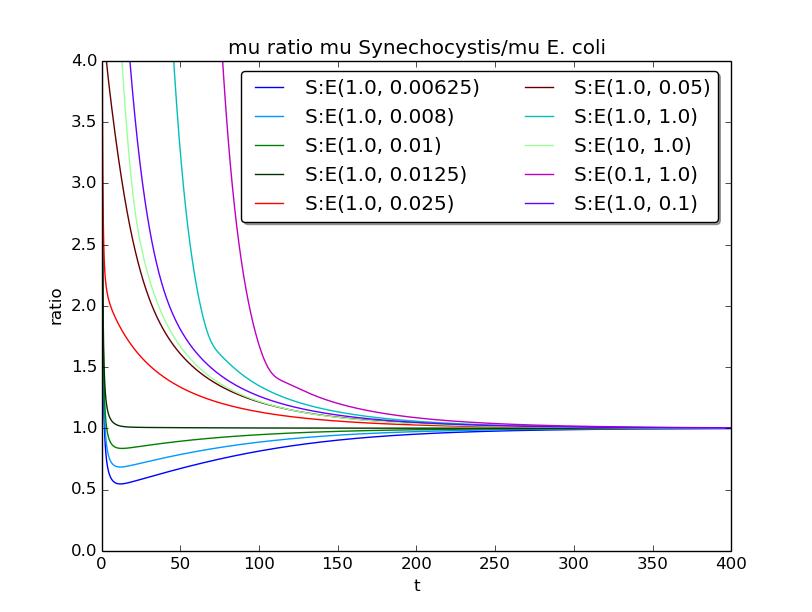 mu ratio mu Synechocystis/mu E. coli
4.0
3.5
3.0
2.5
2.0
1.5
1.0
0.5
0.0
ratio
S:E(1.0, 0.00625)
S:E(1.0, 0.008)
S:E(1.0, 0.01)
S:E(1.0, 0.0125)
S:E(1.0, 0.025)
S:E(1.0, 0.05)
S:E(1.0, 1.0)
S:E(10, 1.0)
S:E(0.1, 1.0)
S:E(1.0, 0.1)
0 50 100 150 200 250 300 350 400
t